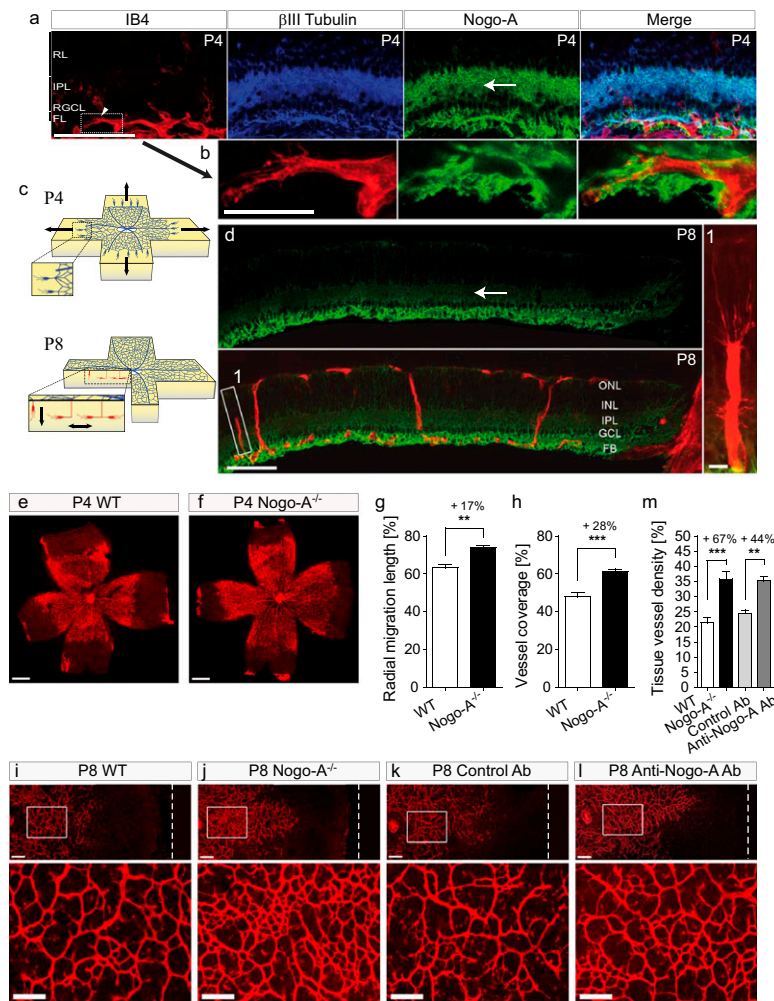 a
IB4
βIII Tubulin
Nogo-A
Merge
P4
P4
P4
P4
RL
IPL
RGCL
FL
b
c
P4
P8
d
P8
P8
1
ONL
INL
IPL
GCL
FB
1
e
P4 WT
f
P4 Nogo-A-/-
g
Radial migration length [%]
+ 17%
**
80
60
40
20
0
WT
Nogo-A-/-
h
Vessel coverage [%]
+ 28%
***
80
60
40
20
0
WT
Nogo-A-/-
m
Tissue vessel density [%]
+ 67%
+ 44%
***
**
50
45
40
35
30
25
20
15
10
5
0
WT
Nogo-A-/-
Control Ab
Anti-Nogo-A Ab
i
P8 WT
j
P8 Nogo-A-/-
k
P8 Control Ab
l
P8 Anti-Nogo-A Ab